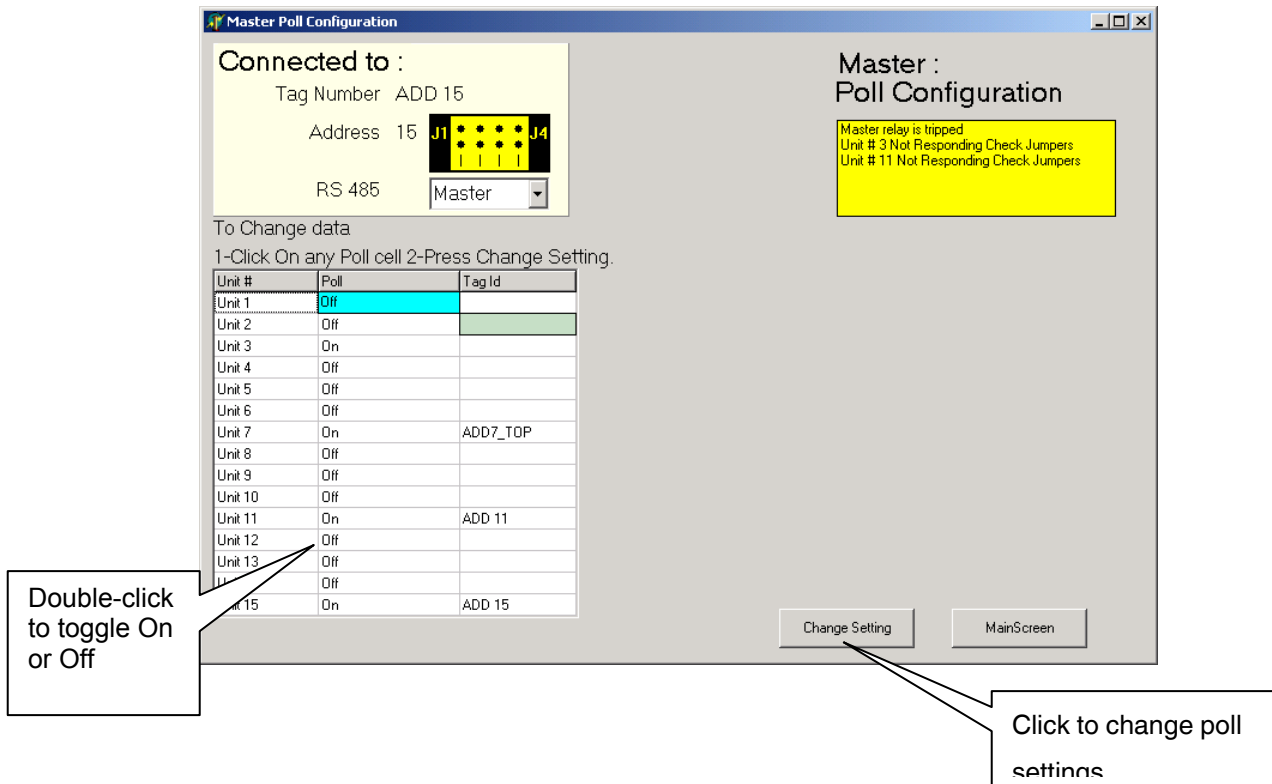 Master Poll Configuration
Connected to :
Tag Number ADD 15
Address 15 J1 J4
RS 485 Master
Master :
Poll Configuration
Master relay is tripped
Unit # 3 Not Responding Check Jumpers
Unit # 11 Not Responding Check Jumpers
To Change data
1-Click On any Poll cell 2-Press Change Setting.
Unit # Poll Tag Id
Unit 1 Off
Unit 2 Off
Unit 3 On
Unit 4 Off
Unit 5 Off
Unit 6 Off
Unit 7 On ADD7_TOP
Unit 8 Off
Unit 9 Off
Unit 10 Off
Unit 11 On ADD 11
Unit 12 Off
Unit 13 Off
Off
15 On ADD 15
Double-click
to toggle On
or Off
Change Setting MainScreen
Click to change poll
settings